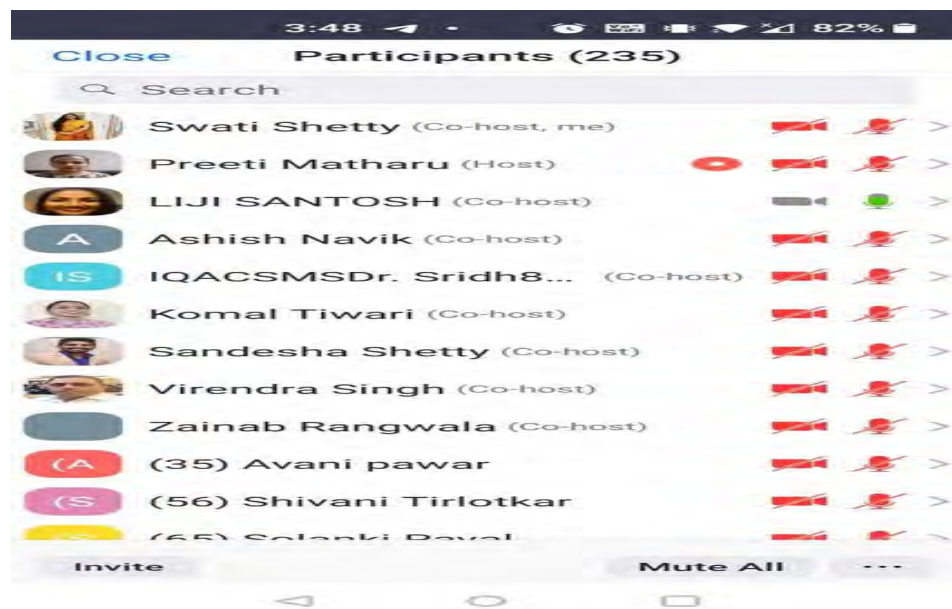 3:48 82%
Close Participants (235)
Search
Swati Shetty (Co-host, me)
Preeti Matharu (Host)
LIJI SANTOSH (Co-host)
A Ashish Navik (Co-host)
IS IQACSMSDr. Sridh8... (Co-host)
Komal Tiwari (Co-host)
Sandesha Shetty (Co-host)
Virendra Singh (Co-host)
Zainab Rangwala (Co-host)
(A (35) Avani pawar
(S (56) Shivani Tirlotkar
(65) Solanki
Invite Mute All ...